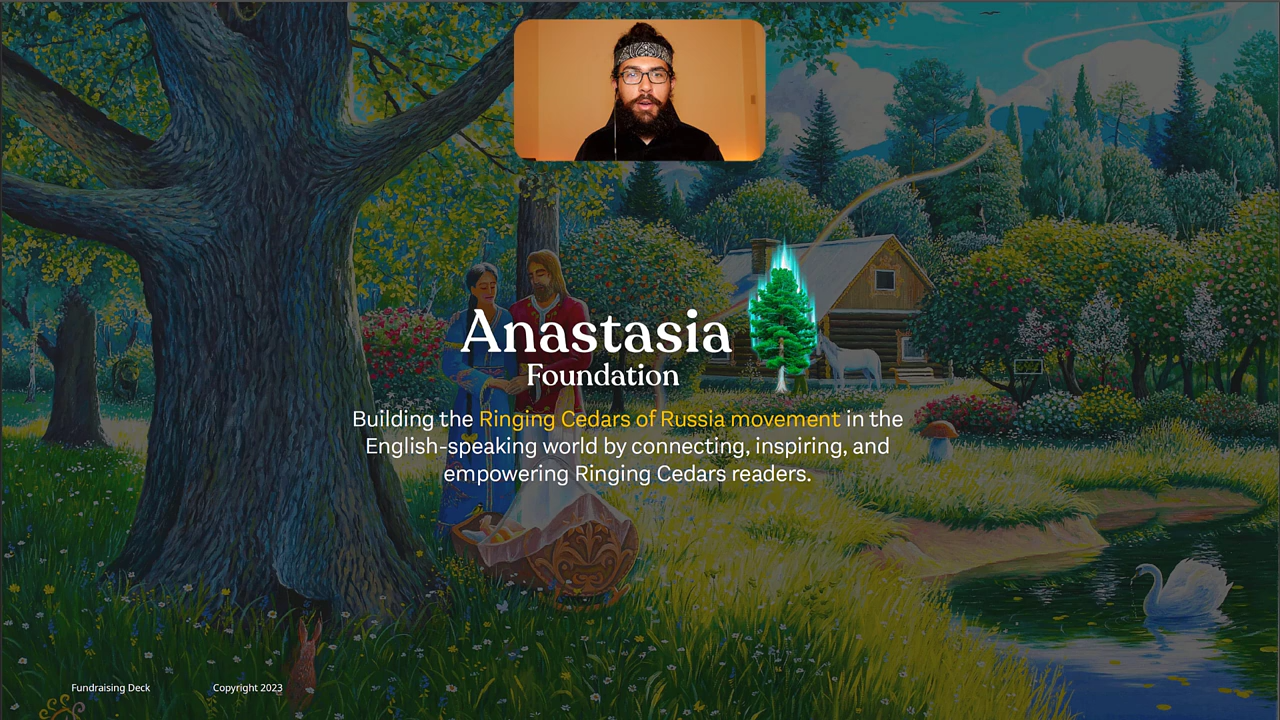 Anastasia
Foundation
Building the Ringing Cedars of Russia movement in the
English-speaking world by connecting, inspiring, and
empowering Ringing Cedars readers.
Fundraising Deck Copyright 2023